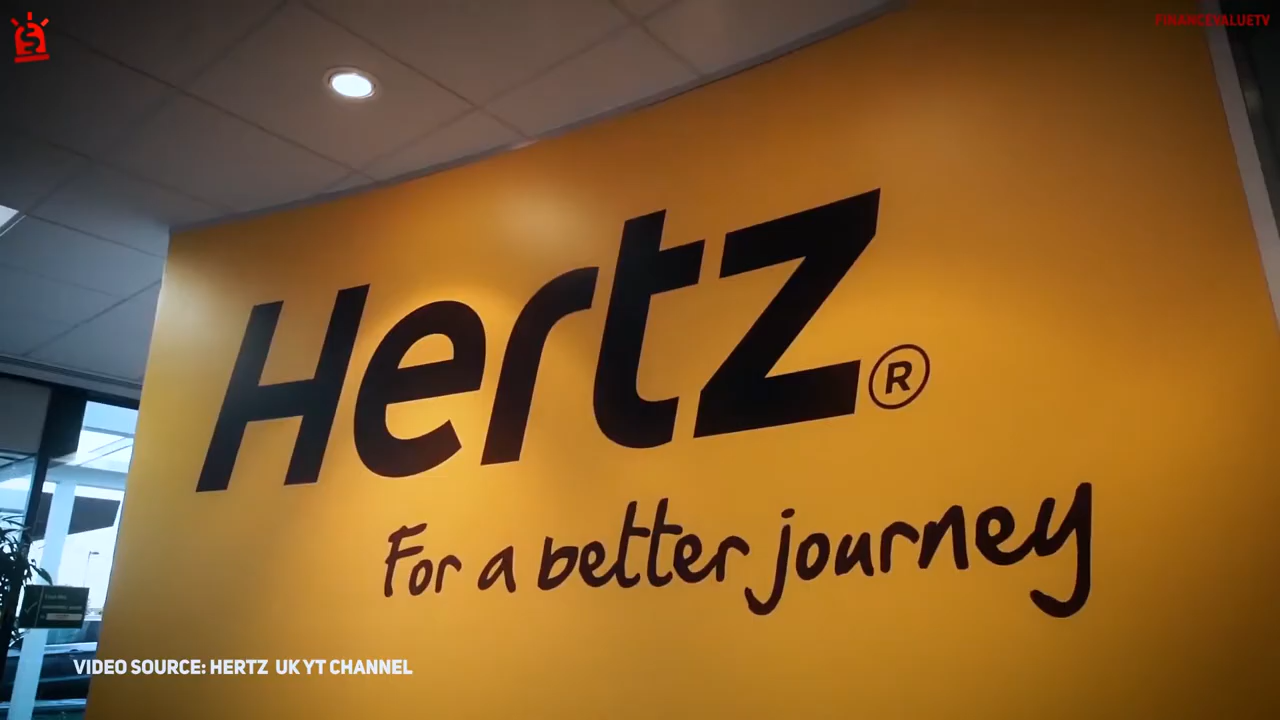 FINANCEVALUETV
Hertz®
For a better journey
VIDEO SOURCE: HERTZ UK YT CHANNEL